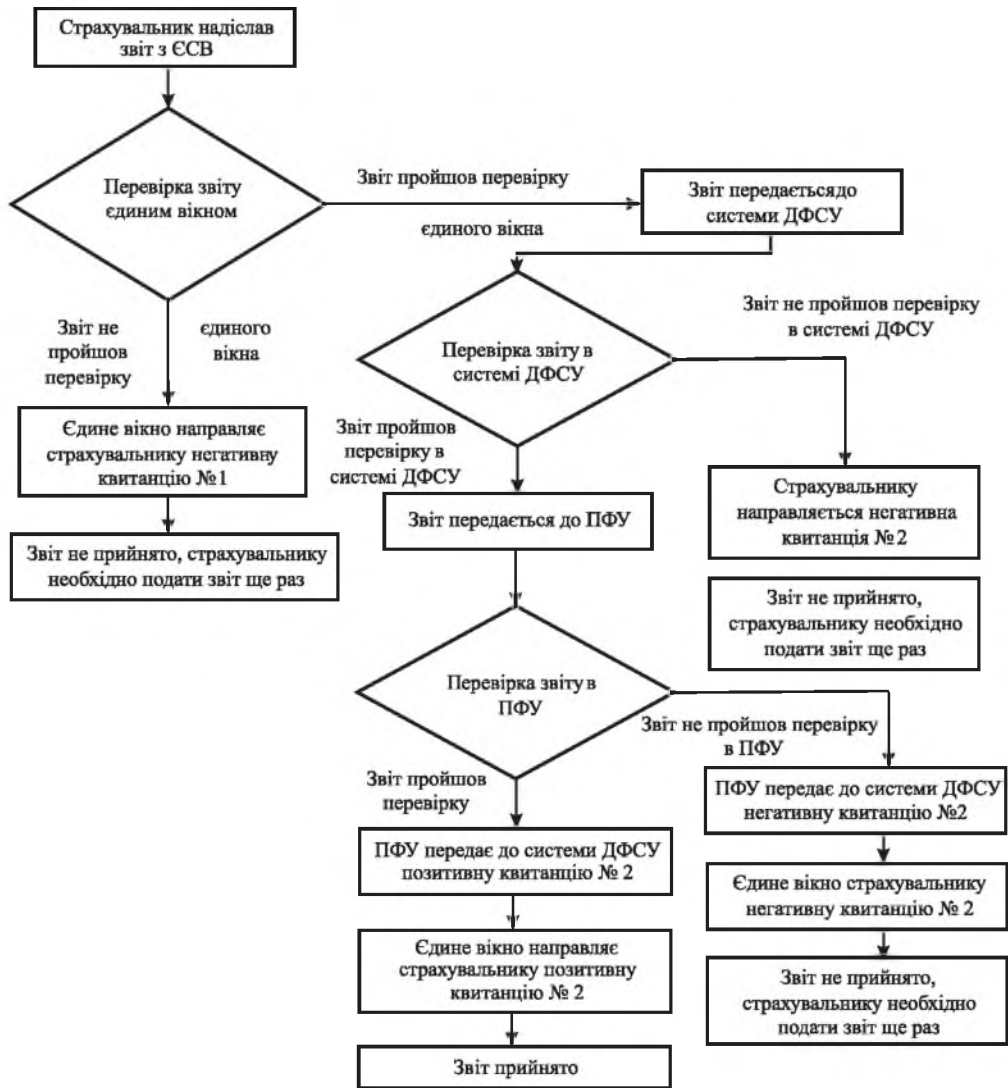 Страхувальник надіслав
звіт з ЄСВ
Перевірка звіту
єдиним вікном
Звіт пройшов перевірку
єдиного вікна
Звіт передаєтьсядо
системи ДФСУ
Звіт не
пройшов
перевірку
єдиного
вікна
Єдине вікно направляє
страхувальнику негативну
квитанцію №1
Звіт не прийнято, страхувальнику
необхідно подати звіт ще раз
Перевірка звіту в
системі ДФСУ
Звіт не пройшов перевірку
в системі ДФСУ
Звіт пройшов
перевірку в
системі ДФСУ
Страхувальнику
направляється негативна
квитанція № 2
Звіт не прийнято,
страхувальнику необхідно
подати звіт ще раз
Звіт передається до ПФУ
Перевірка звіту в
ПФУ
Звіт не пройшов перевірку
в ПФУ
Звіт пройшов
перевірку
ПФУ передає до системи ДФСУ
негативну квитанцію №2
Єдине вікно страхувальнику
негативну квитанцію № 2
Звіт не прийнято,
страхувальнику необхідно
подати звіт ще раз
ПФУ передає до системи ДФСУ
позитивну квитанцію № 2
Єдине вікно направляє
страхувальнику позитивну
квитанцію № 2
Звіт прийнято